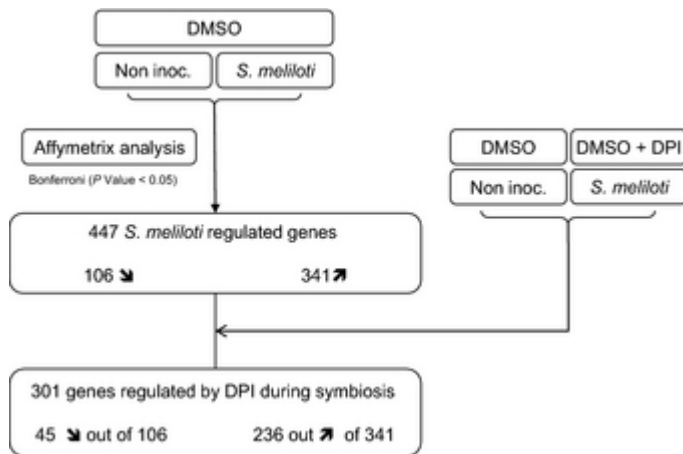 DMSO
Non inoc. S. meliloti
Affymetrix analysis
Bonferroni (P Value < 0.05)
DMSO DMSO + DPI
Non inoc. S. meliloti
447 S. meliloti regulated genes
106 ↘ 341 ↗
301 genes regulated by DPI during symbiosis
45 ↘ out of 106 236 out ↗ of 341